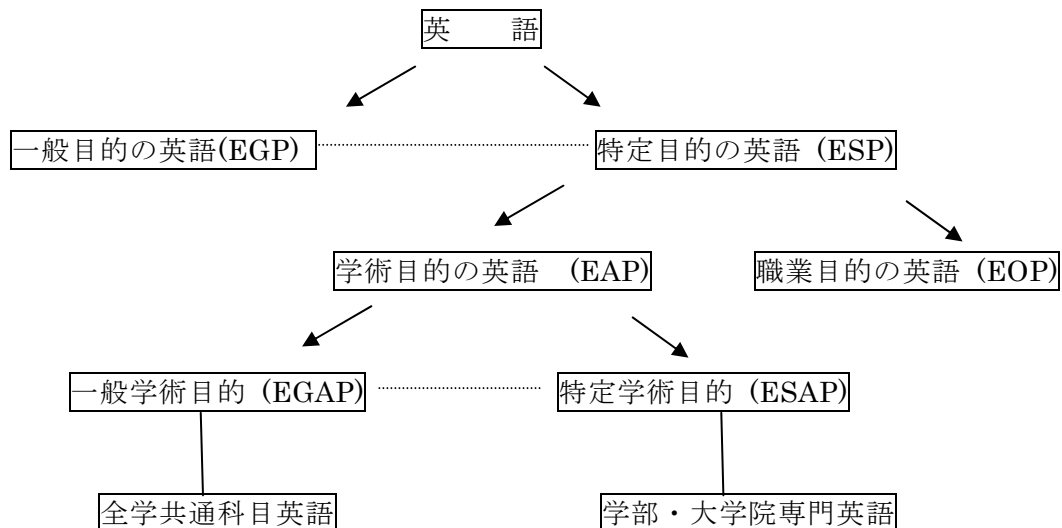 英　　語
一般目的の英語(EGP)
特定目的の英語 (ESP)
学術目的の英語　(EAP)
職業目的の英語 (EOP)
一般学術目的 (EGAP)
特定学術目的 (ESAP)
全学共通科目英語
学部・大学院専門英語